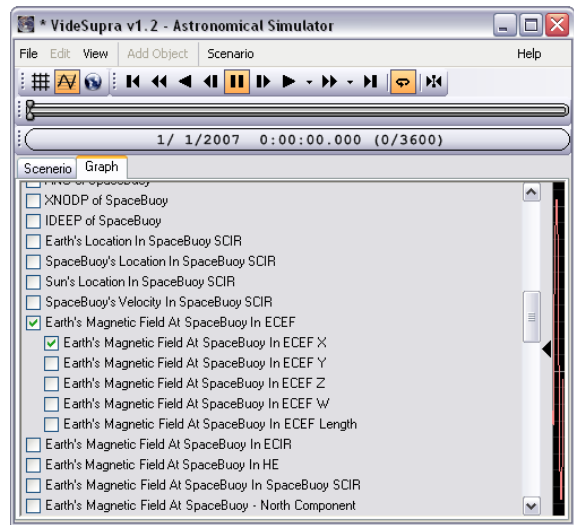 * VideSupra v1.2 - Astronomical Simulator
File Edit View Add Object Scenario Help
1/ 1/2007 0:00:00.000 (0/3600)
Scenerio Graph
of SpaceBuoy
XNODP of SpaceBuoy
IDEEP of SpaceBuoy
Earth's Location In SpaceBuoy SCIR
SpaceBuoy's Location In SpaceBuoy SCIR
Sun's Location In SpaceBuoy SCIR
SpaceBuoy's Velocity In SpaceBuoy SCIR
Earth's Magnetic Field At SpaceBuoy In ECEF
Earth's Magnetic Field At SpaceBuoy In ECEF X
Earth's Magnetic Field At SpaceBuoy In ECEF Y
Earth's Magnetic Field At SpaceBuoy In ECEF Z
Earth's Magnetic Field At SpaceBuoy In ECEF W
Earth's Magnetic Field At SpaceBuoy In ECEF Length
Earth's Magnetic Field At SpaceBuoy In ECIR
Earth's Magnetic Field At SpaceBuoy In HE
Earth's Magnetic Field At SpaceBuoy In SpaceBuoy SCIR
Earth's Magnetic Field At SpaceBuoy - North Component